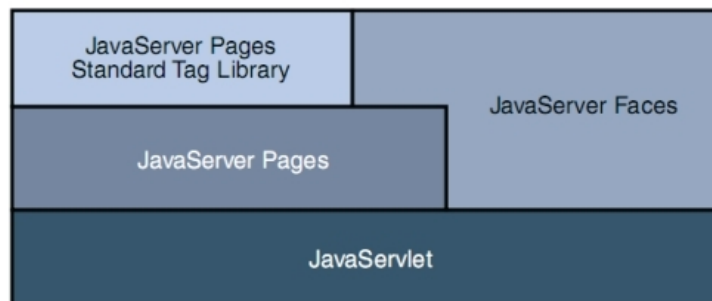 JavaServer Pages
Standard Tag Library
JavaServer Faces
JavaServer Pages
JavaServlet